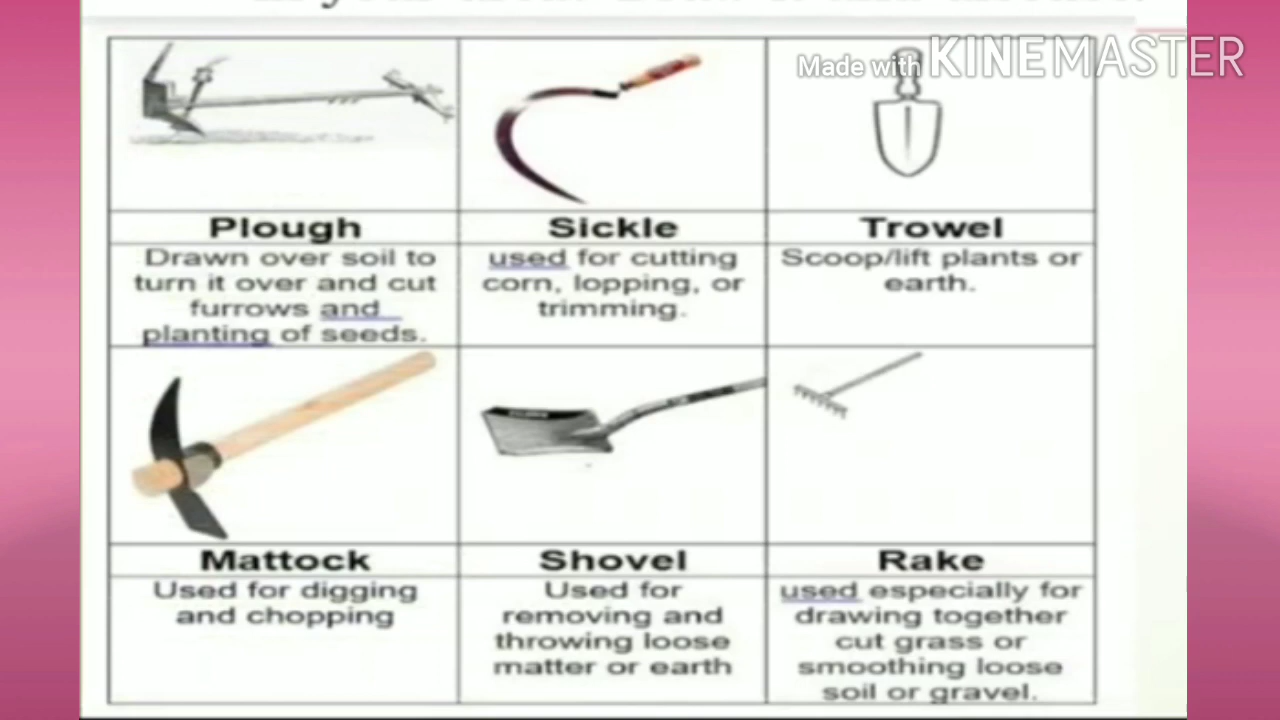 Made with KINEMASTER
Plough
Sickle
Trowel
Drawn over soil to
turn it over and cut
furrows and
planting of seeds.
used for cutting
corn, lopping, or
trimming.
Scoop/lift plants or
earth.
Mattock
Shovel
Rake
Used for digging
and chopping
Used for
removing and
throwing loose
matter or earth
used especially for
drawing together
cut grass or
smoothing loose
soil or gravel.